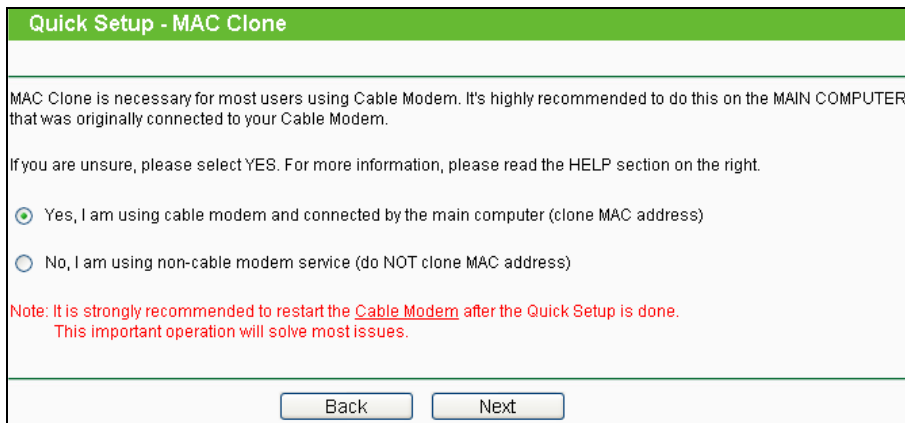 Quick Setup - MAC Clone
MAC Clone is necessary for most users using Cable Modem. It's highly recommended to do this on the MAIN COMPUTER
that was originally connected to your Cable Modem.
If you are unsure, please select YES. For more information, please read the HELP section on the right.
Yes, I am using cable modem and connected by the main computer (clone MAC address)
No, I am using non-cable modem service (do NOT clone MAC address)
Note: It is strongly recommended to restart the Cable Modem after the Quick Setup is done.
This important operation will solve most issues.
Back Next